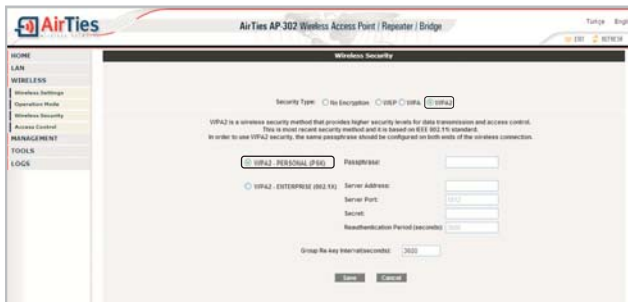 AirTies
AirTies AP-302 Wireless Access Point / Repeater / Bridge
Türkçe
EXIT REFRESH
HOME
LAN
WIRELESS
Wireless Settings
Operation Mode
Wireless Security
Access Control
MANAGEMENT
TOOLS
LOGS
Wireless Security
Security Type: No Encryption WEP WPA WPA2
WPA2 is a wireless security method that provides higher security levels for data transmission and access control.
This is most recent security method and it is based on IEEE 802.1% standard.
In order to use WPA2 security, the same passphrase should be configured on both ends of the wireless connection.
WPA2 - PERSONAL (PSK) Passphrase:
WPA2 - ENTERPRISE (802.1X) Server Address:
Server Port: 1812
Secret:
Reauthentication Period (seconds)
Group Re-key Interval(seconds):
Save Cancel